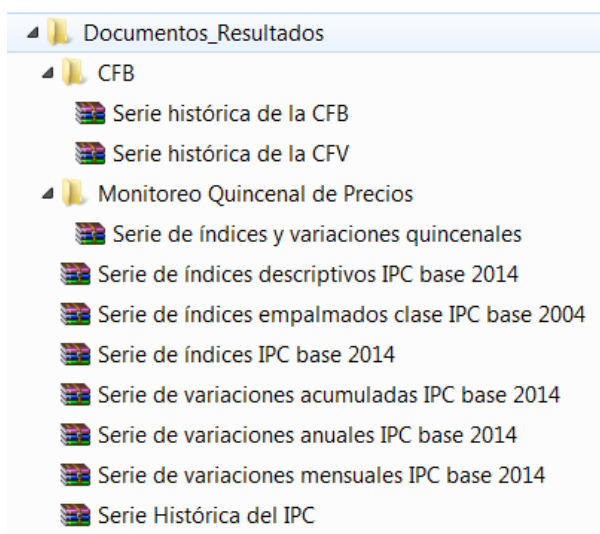 Documentos_Resultados
CFB
Serie histórica de la CFB
Serie histórica de la CFV
Monitoreo Quincenal de Precios
Serie de índices y variaciones quincenales
Serie de índices descriptivos IPC base 2014
Serie de índices empalmados clase IPC base 2004
Serie de índices IPC base 2014
Serie de variaciones acumuladas IPC base 2014
Serie de variaciones anuales IPC base 2014
Serie de variaciones mensuales IPC base 2014
Serie Histórica del IPC